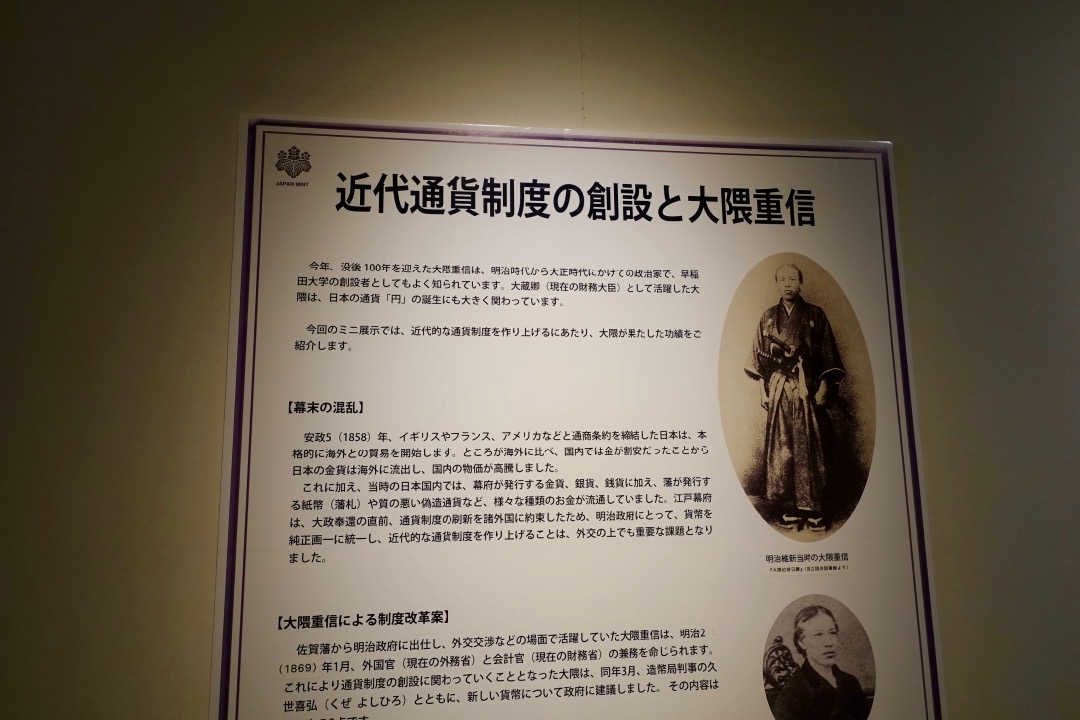 JAPAN MINT
近代通貨制度の創設と大隈重信
今年、没後100年を迎えた大隈重信は、明治時代から大正時代にかけての政治家で、早稲
田大学の創設者としてもよく知られています。大蔵卿（現在の財務大臣）として活躍した大
隈は、日本の通貨「円」の誕生にも大きく関わっています。
今回のミニ展示では、近代的な通貨制度を作り上げるにあたり、大隈が果たした功績をご
紹介します。
【幕末の混乱】
安政5（1858）年、イギリスやフランス、アメリカなどと通商条約を締結した日本は、本
格的に海外との貿易を開始します。ところが海外に比べ、国内では金が割安だったことから
日本の金貨は海外に流出し、国内の物価が高騰しました。
これに加え、当時の日本国内では、幕府が発行する金貨、銀貨、銭貨に加え、藩が発行す
る紙幣（藩札）や質の悪い偽造通貨など、様々な種類のお金が流通していました。江戸幕府
は、大政奉還の直前、通貨制度の刷新を諸外国に約束したため、明治政府にとって、貨幣を
純正画一に統一し、近代的な通貨制度を作り上げることは、外交の上でも重要な課題となり
ました。
明治維新当時の大隈重信
【大隈重信による制度改革案】
佐賀藩から明治政府に出仕し、外交交渉などの場面で活躍していた大隈重信は、明治2
（1869）年1月、外国官（現在の外務省）と会計官（現在の財務省）の兼務を命じられます。
これにより通貨制度の創設に関わっていくこととなった大隈は、同年3月、造幣局判事の久
世喜弘（くぜ よしひろ）とともに、新しい貨幣について政府に建議しました。その内容は